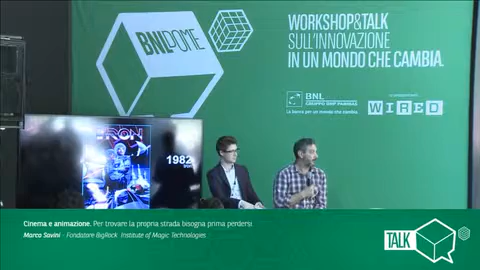 BNLDOME
WORKSHOP&TALK
SULL'INNOVAZIONE
IN UN MONDO CHE CAMBIA.
BNL
GRUPPO BNP PARIBAS
La banca per un mondo che cambia.
WIRED
TRON
1982
Cinema e animazione. Per trovare la propria strada bisogna prima perdersi
Marco Savini - Fondatore BigRock Institute of Magic Technologies
TALK